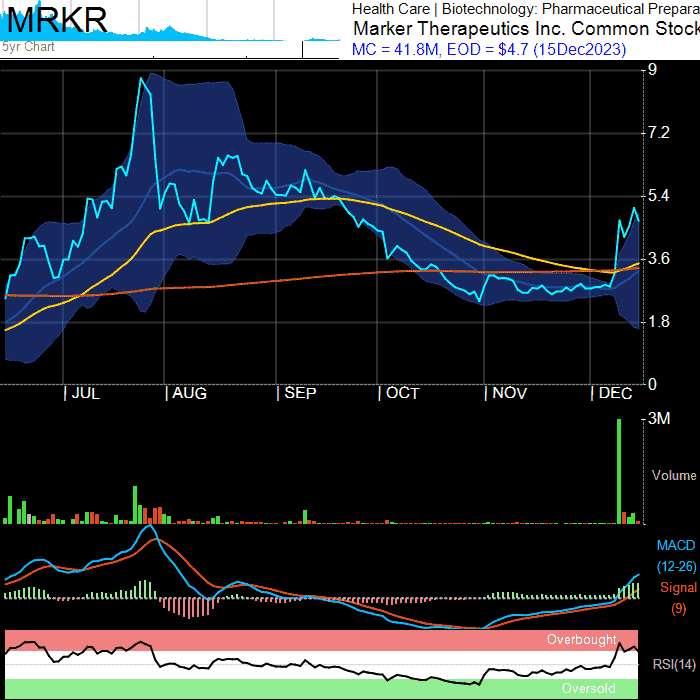 MRKR
5yr Chart
Health Care | Biotechnology: Pharmaceutical Prepara
Marker Therapeutics Inc. Common Stock
MC = 41.8M, EOD = $4.7 (15Dec2023)
9
7.2
5.4
3.6
1.8
0
| JUL | AUG | SEP | OCT | NOV | DEC
3M
Volume
MACD
(12-26)
Signal
(9)
Overbought
RSI(14)
Oversold